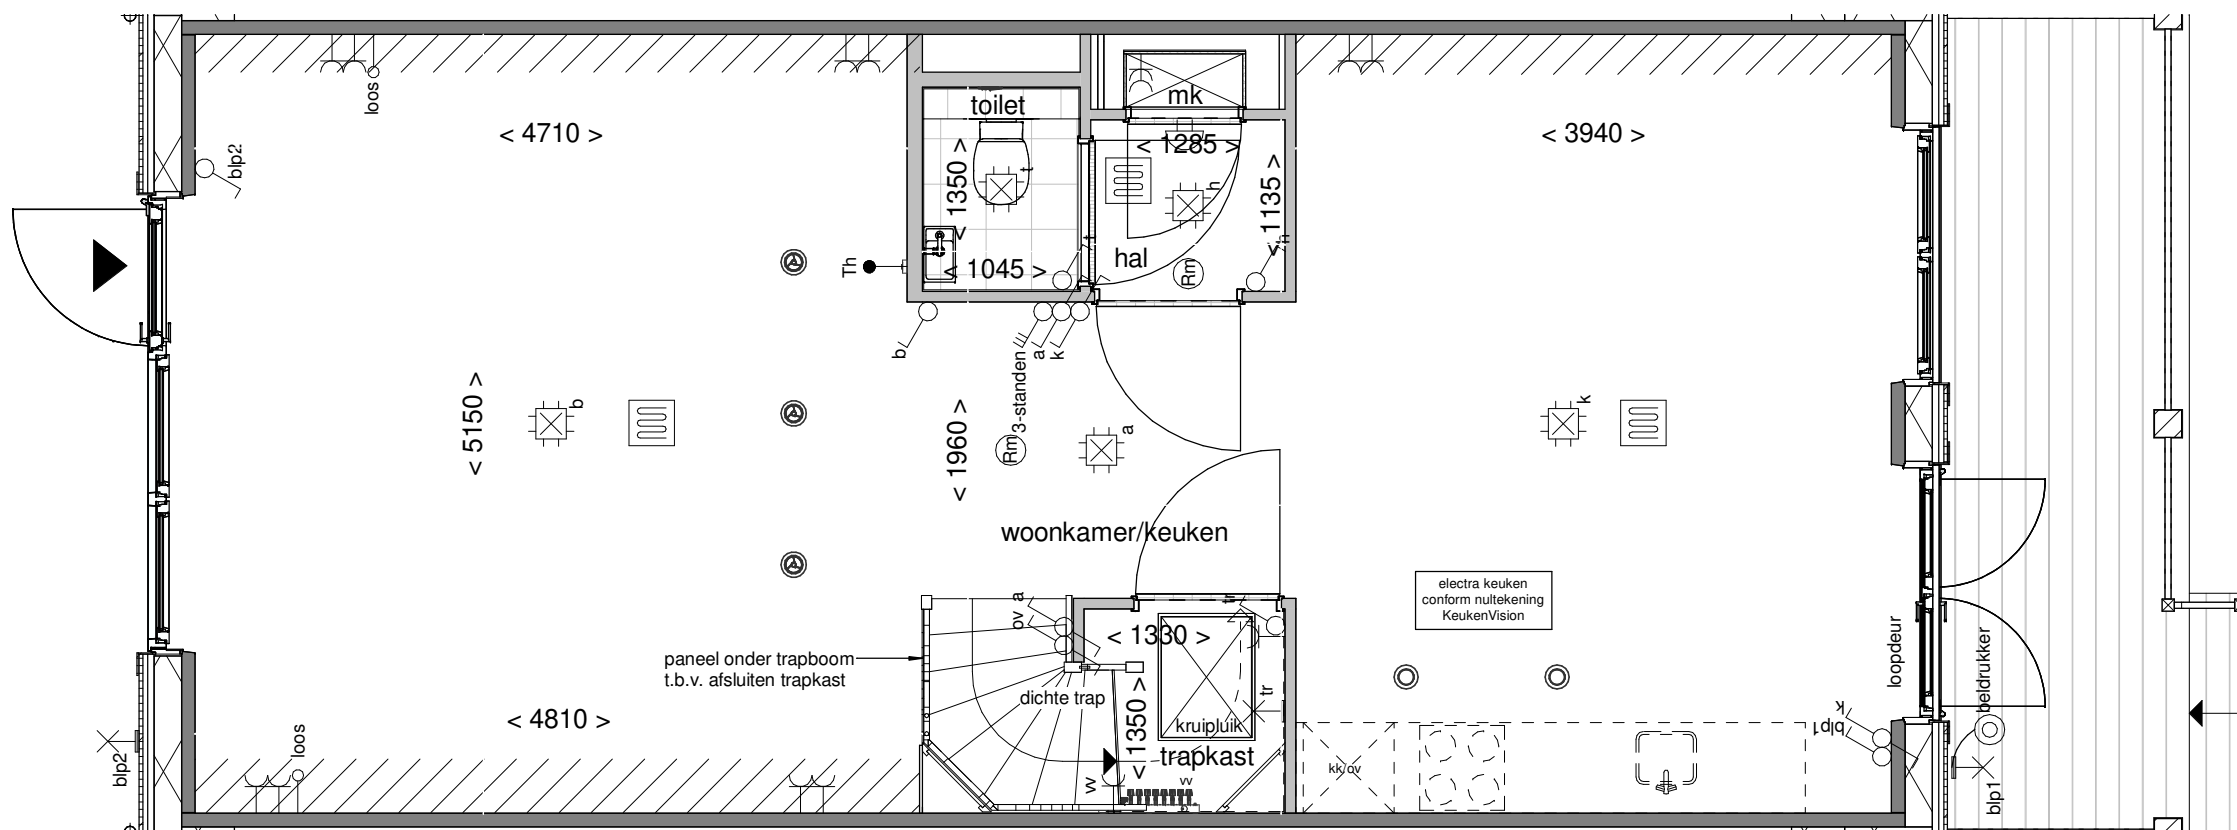 toilet
mk
loos
< 4710 >
< 3940 >
< 1285 >
blp2
< 1350 >
t
h
< 1135 >
t
h
hal
Th
< 1045 >
Rm
b
3-standen
a
k
< 5150 >
b
< 1960 >
Rm
a
k
woonkamer/keuken
electra keuken
conform nultekening
KeukenVision
ov
a
tr
< 1330 >
paneel onder trapboom
t.b.v. afsluiten trapkast
dichte trap
tr
loopdeur
beldrukker
< 4810 >
kruipluik
< 1350 >
trapkast
k
blp1
loos
blp2
vv
vv
kk/ov
blp1